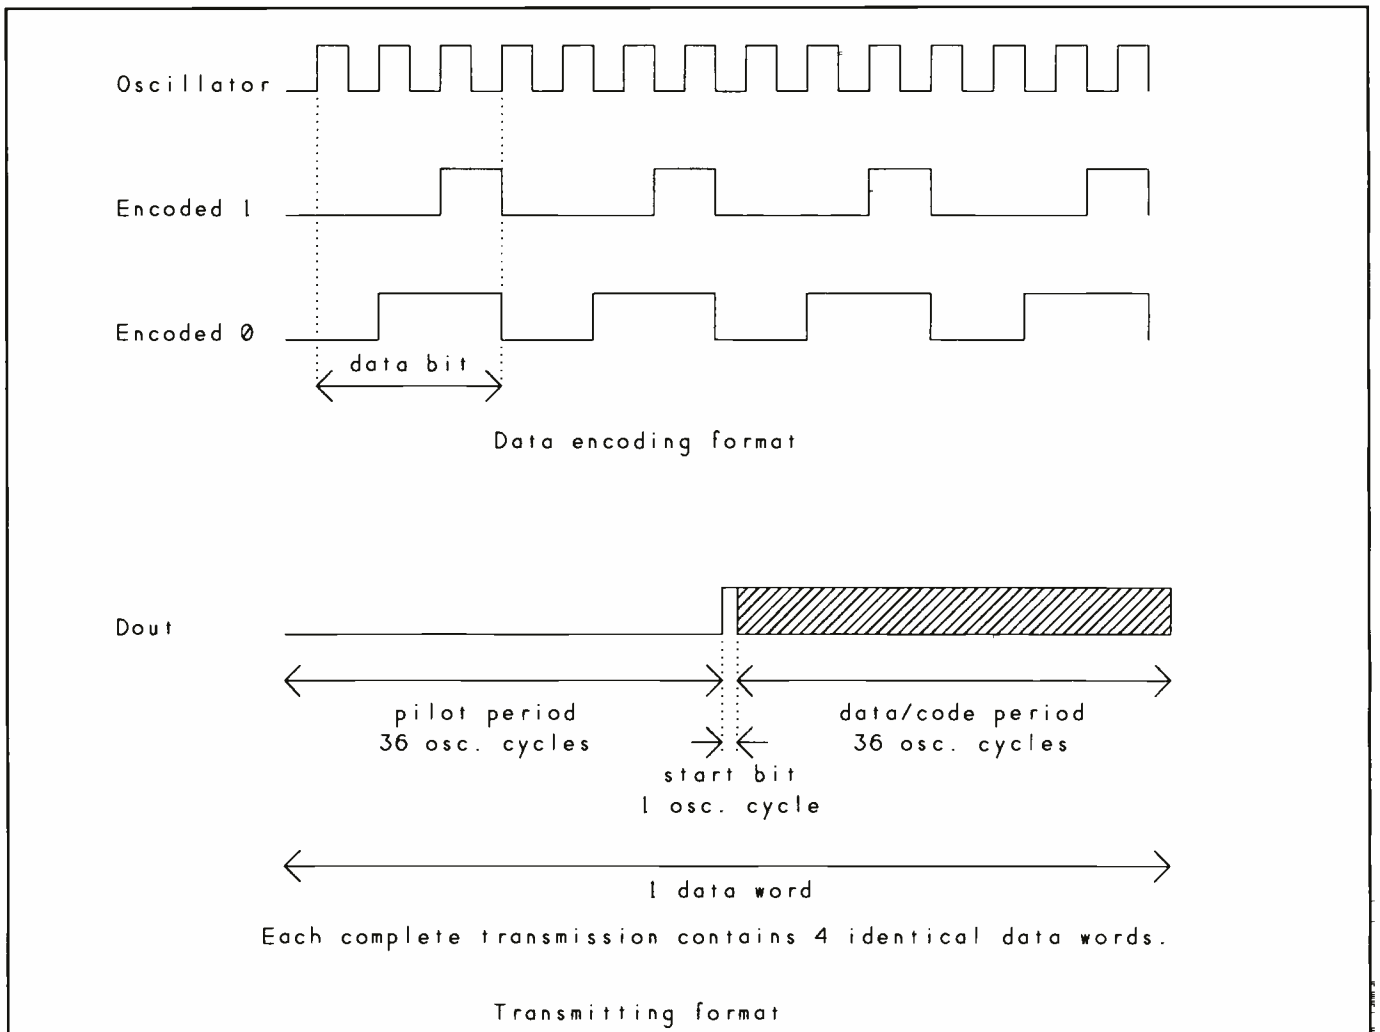 Oscillator
Encoded 1
Encoded 0
data bit
Data encoding format
Dout
pilot period
36 osc. cycles
data/code period
36 osc. cycles
start bit
1 osc. cycle
1 data word
Each complete transmission contains 4 identical data words.
Transmitting format